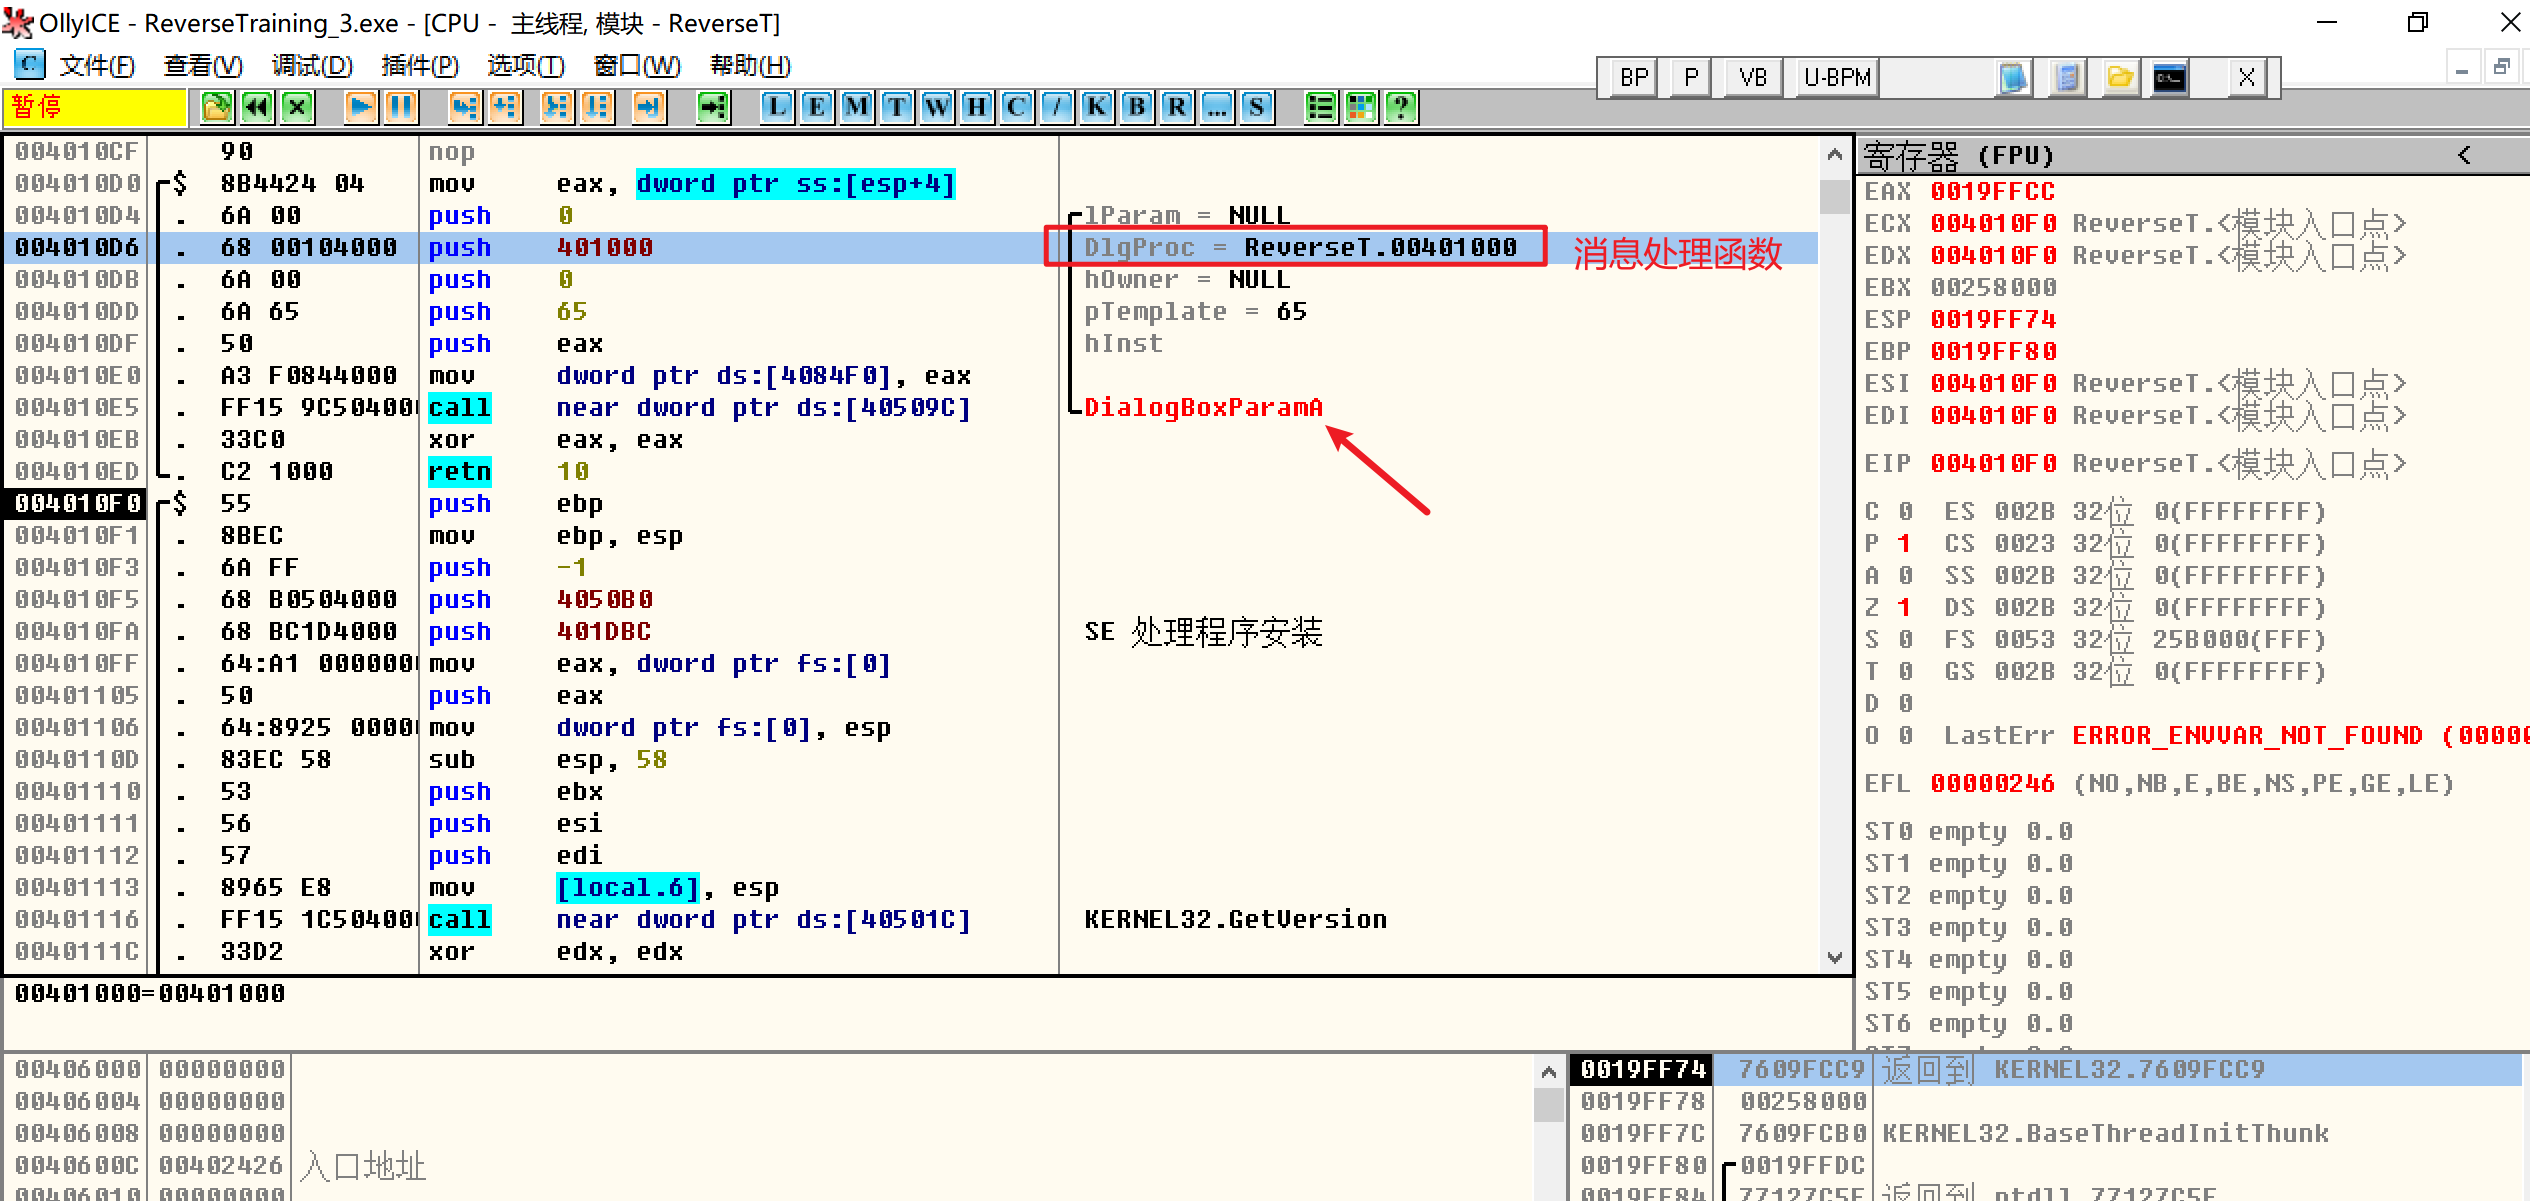 OllyICE - ReverseTraining_3.exe - [CPU - 主线程, 模块 - ReverseT]
C 文件(F) 查看(V) 调试(D) 插件(P) 选项(T) 窗口(W) 帮助(H)
BP P VB U-BPM X
暂停 L E M T W H C / K B R ... S ?
004010CF 90 nop
004010D0 $ 8B4424 04 mov eax, dword ptr ss:[esp+4]
004010D4 . 6A 00 push 0 lParam = NULL
004010D6 . 68 00104000 push 401000 DlgProc = ReverseT.00401000 消息处理函数
004010DB . 6A 00 push 0 hOwner = NULL
004010DD . 6A 65 push 65 pTemplate = 65
004010DF . 50 push eax hInst
004010E0 . A3 F0844000 mov dword ptr ds:[4084F0], eax
004010E5 . FF15 9C50400 call near dword ptr ds:[40509C] DialogBoxParamA
004010EB . 33C0 xor eax, eax
004010ED . C2 1000 retn 10
004010F0 $ 55 push ebp
004010F1 . 8BEC mov ebp, esp
004010F3 . 6A FF push -1
004010F5 . 68 B0504000 push 4050B0
004010FA . 68 BC1D4000 push 401DBC SE 处理程序安装
004010FF . 64:A1 000000 mov eax, dword ptr fs:[0]
00401105 . 50 push eax
00401106 . 64:8925 0000 mov dword ptr fs:[0], esp
0040110D . 83EC 58 sub esp, 58
00401110 . 53 push ebx
00401111 . 56 push esi
00401112 . 57 push edi
00401113 . 8965 E8 mov [local.6], esp
00401116 . FF15 1C50400 call near dword ptr ds:[40501C] KERNEL32.GetVersion
0040111C . 33D2 xor edx, edx
00401000=00401000
寄存器 (FPU) <
EAX 0019FFCC
ECX 004010F0 ReverseT.<模块入口点>
EDX 004010F0 ReverseT.<模块入口点>
EBX 00258000
ESP 0019FF74
EBP 0019FF80
ESI 004010F0 ReverseT.<模块入口点>
EDI 004010F0 ReverseT.<模块入口点>
EIP 004010F0 ReverseT.<模块入口点>
C 0 ES 002B 32位 0(FFFFFFFF)
P 1 CS 0023 32位 0(FFFFFFFF)
A 0 SS 002B 32位 0(FFFFFFFF)
Z 1 DS 002B 32位 0(FFFFFFFF)
S 0 FS 0053 32位 25B000(FFF)
T 0 GS 002B 32位 0(FFFFFFFF)
D 0
O 0 LastErr ERROR_ENVVAR_NOT_FOUND (0000
EFL 00000246 (NO,NB,E,BE,NS,PE,GE,LE)
ST0 empty 0.0
ST1 empty 0.0
ST2 empty 0.0
ST3 empty 0.0
ST4 empty 0.0
ST5 empty 0.0
ST6 empty 0.0
00406000 00000000
00406004 00000000
00406008 00000000
0040600C 00402426 入口地址
00406010 00000000
0019FF74 7609FCC9 返回到 KERNEL32.7609FCC9
0019FF78 00258000
0019FF7C 7609FCB0 KERNEL32.BaseThreadInitThunk
0019FF80 0019FFDC
0019FF84 77127C5E 返回到 ntdll.77127C5E